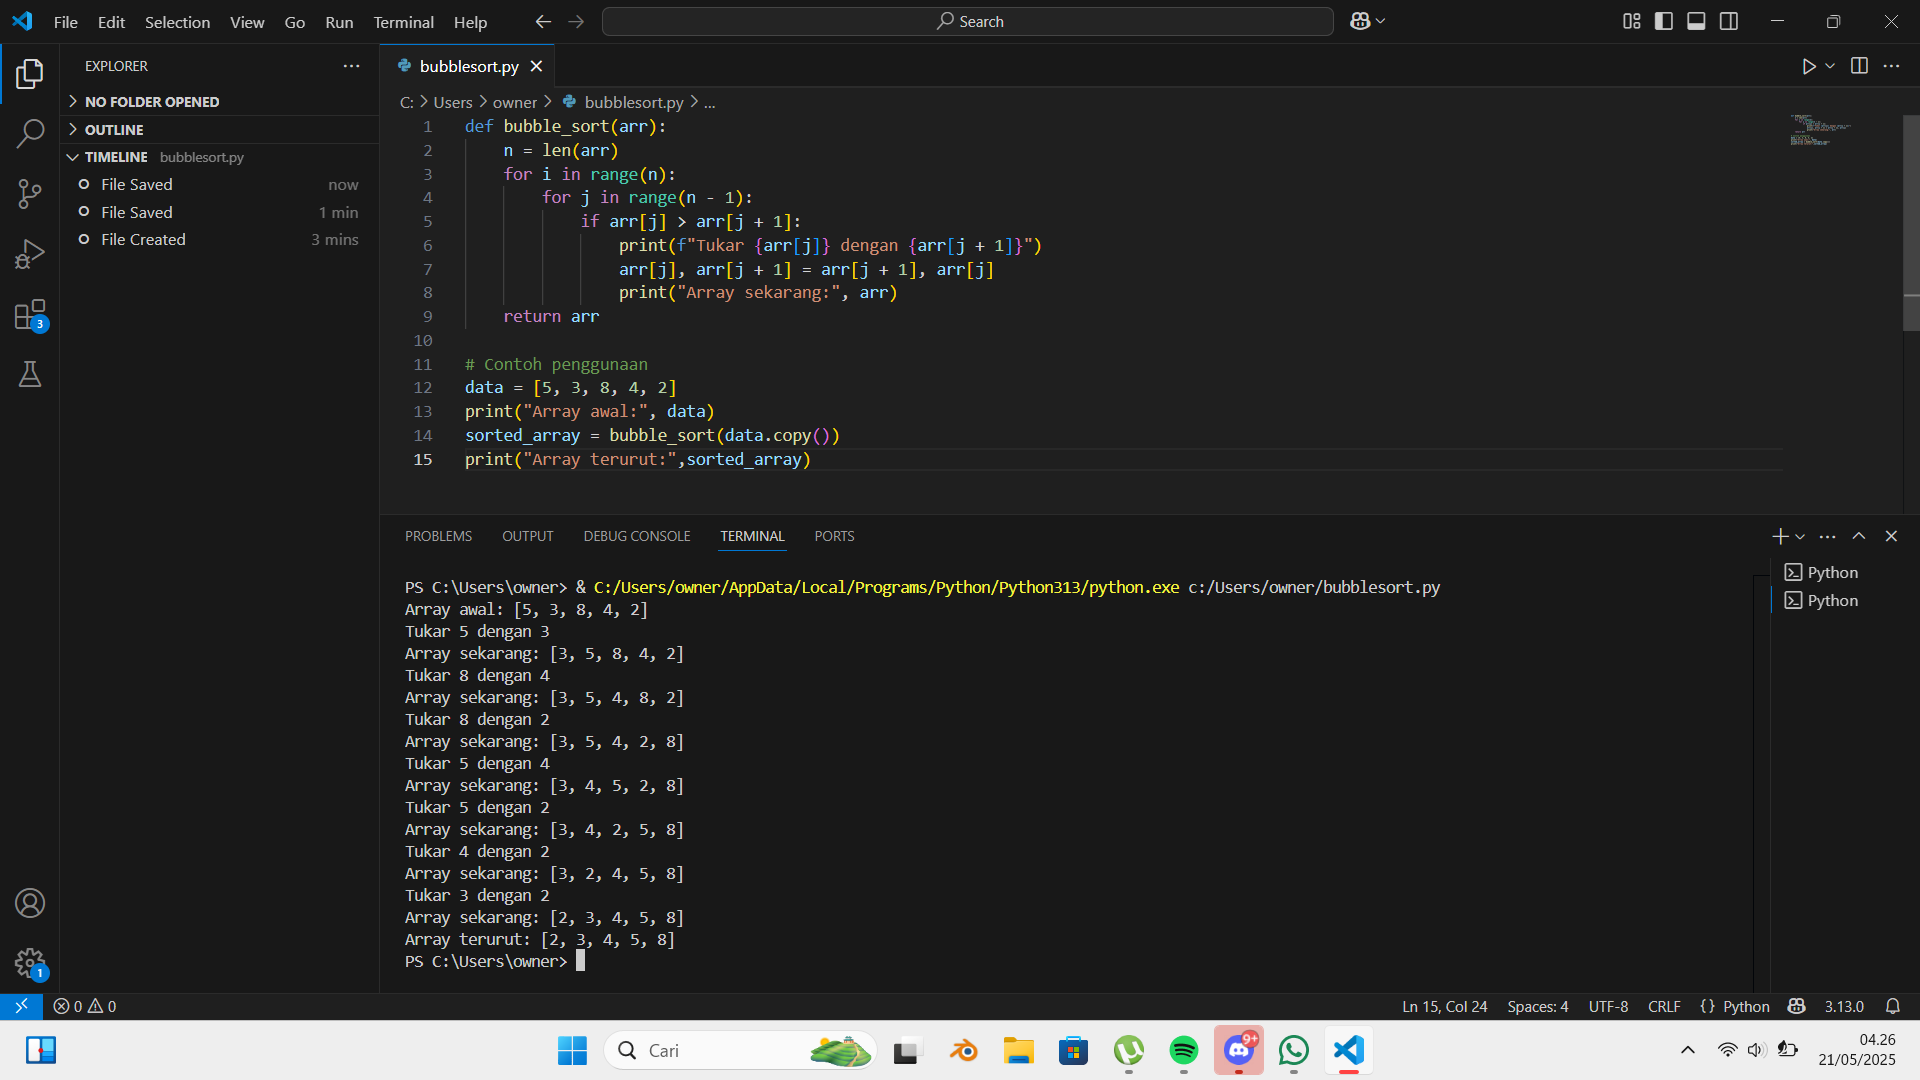 File Edit Selection View Go Run Terminal Help
Search
EXPLORER
NO FOLDER OPENED
OUTLINE
TIMELINE bubblesort.py
File Saved now
File Saved 1 min
File Created 3 mins
3
1
bubblesort.py
C: > Users > owner > bubblesort.py > ...
1 def bubble_sort(arr):
2     n = len(arr)
3     for i in range(n):
4         for j in range(n - 1):
5             if arr[j] > arr[j + 1]:
6                 print(f"Tukar {arr[j]} dengan {arr[j + 1]}")
7                 arr[j], arr[j + 1] = arr[j + 1], arr[j]
8                 print("Array sekarang:", arr)
9     return arr
10
11 # Contoh penggunaan
12 data = [5, 3, 8, 4, 2]
13 print("Array awal:", data)
14 sorted_array = bubble_sort(data.copy())
15 print("Array terurut:",sorted_array)
PROBLEMS OUTPUT DEBUG CONSOLE TERMINAL PORTS
PS C:\Users\owner> & C:/Users/owner/AppData/Local/Programs/Python/Python313/python.exe c:/Users/owner/bubblesort.py
Array awal: [5, 3, 8, 4, 2]
Tukar 5 dengan 3
Array sekarang: [3, 5, 8, 4, 2]
Tukar 8 dengan 4
Array sekarang: [3, 5, 4, 8, 2]
Tukar 8 dengan 2
Array sekarang: [3, 5, 4, 2, 8]
Tukar 5 dengan 4
Array sekarang: [3, 4, 5, 2, 8]
Tukar 5 dengan 2
Array sekarang: [3, 4, 2, 5, 8]
Tukar 4 dengan 2
Array sekarang: [3, 2, 4, 5, 8]
Tukar 3 dengan 2
Array sekarang: [2, 3, 4, 5, 8]
Array terurut: [2, 3, 4, 5, 8]
PS C:\Users\owner>
Python
Python
0 0
Ln 15, Col 24 Spaces: 4 UTF-8 CRLF {} Python 3.13.0
Cari
9+
04.26
21/05/2025